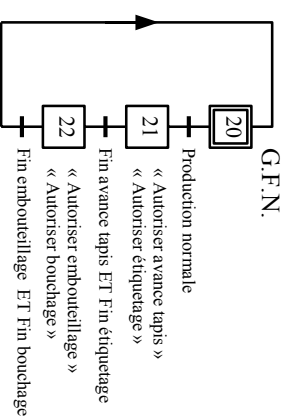 G.F.N.
20
Production normale
21
« Autoriser avance tapis »
« Autoriser étiquetage »
Fin avance tapis ET Fin étiquetage
22
« Autoriser embouteillage »
« Autoriser bouchage »
Fin embouteillage ET Fin bouchage